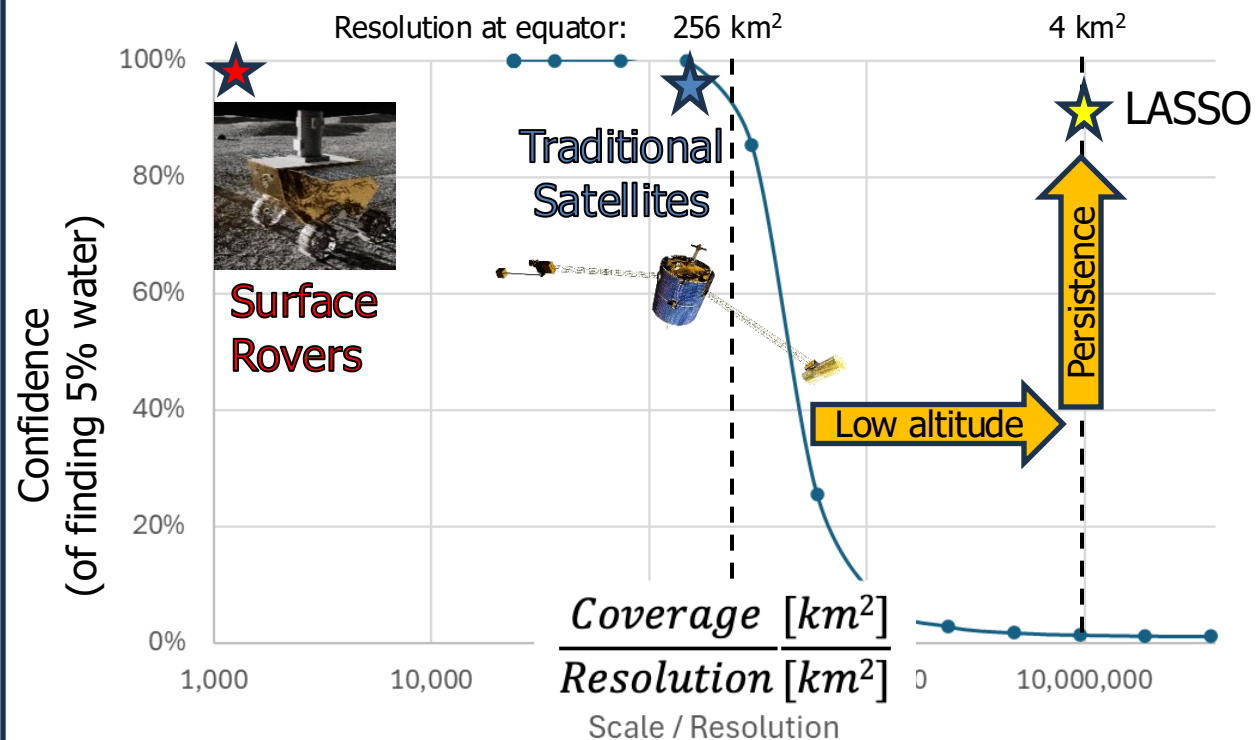 Resolution at equator: 256 km² 4 km²
100%
LASSO
Traditional
Satellites
80%
Persistence
Confidence
(of finding 5% water)
60%
Surface
Rovers
40%
Low altitude
20%
Coverage [km²]
Resolution [km²]
0%
1,000
10,000
0
10,000,000
Scale / Resolution